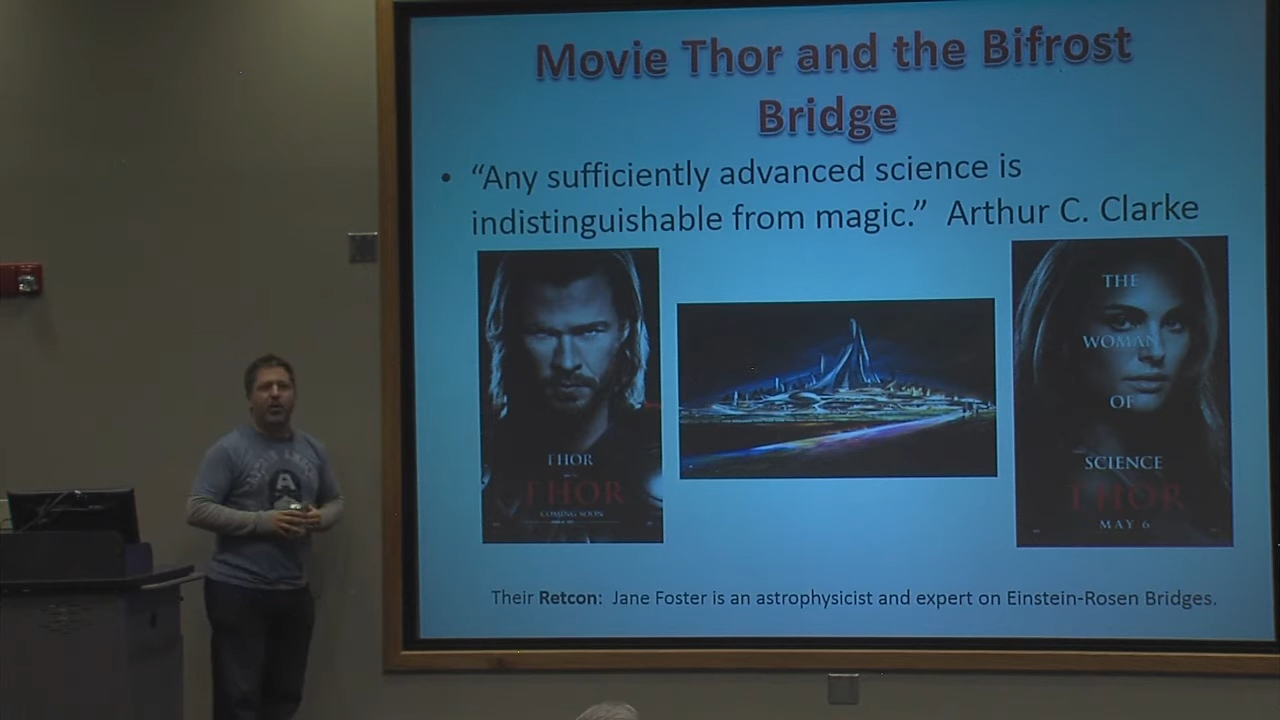 Movie Thor and the Bifrost
Bridge
• “Any sufficiently advanced science is
indistinguishable from magic.” Arthur C. Clarke
THE
WOMAN
OF
SCIENCE
THOR
MAY 6
THOR
THOR
COMING SOON
A
Their Retcon: Jane Foster is an astrophysicist and expert on Einstein-Rosen Bridges.